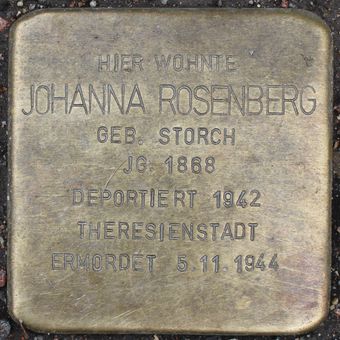 HIER WOHNTE
JOHANNA ROSENBERG
GEB. STORCH
JG. 1868
DEPORTIERT 1942
THERESIENSTADT
ERMORDET 5.11.1944